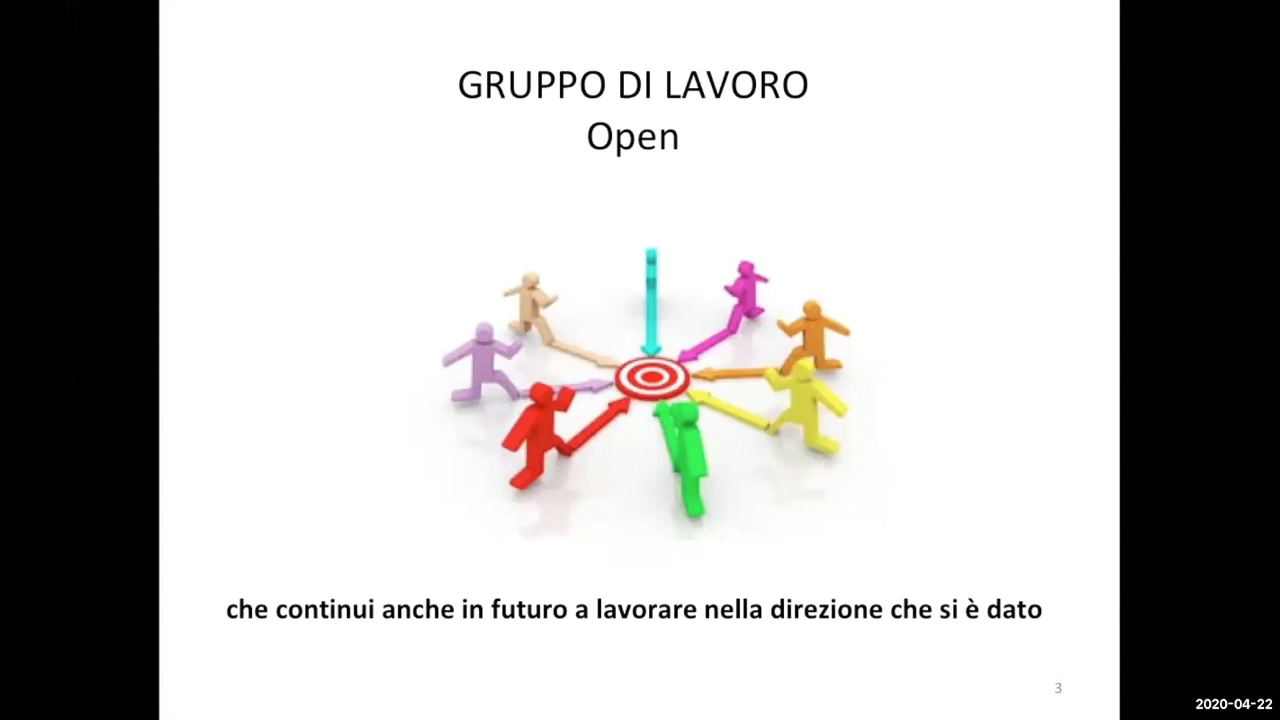 GRUPPO DI LAVORO
Open
che continui anche in futuro a lavorare nella direzione che si è dato
3
2020-04-22